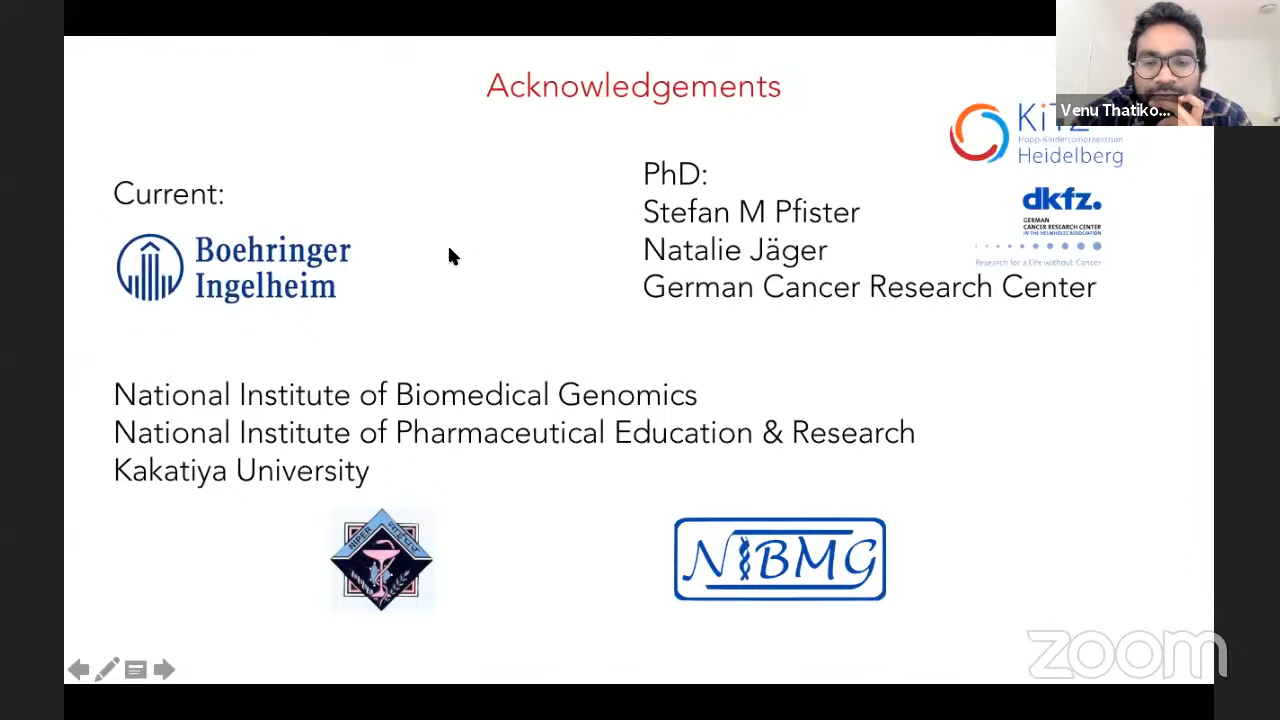 Acknowledgements
Venu Thatiko...
KiTZ
Hopp-Kindertumorzentrum
Heidelberg
PhD:
Stefan M Pfister
Natalie Jäger
German Cancer Research Center
dkfz.
GERMAN
CANCER RESEARCH CENTER
IN THE HELMHOLTZ ASSOCIATION
Research for a Life without Cancer
Current:
Boehringer
Ingelheim
National Institute of Biomedical Genomics
National Institute of Pharmaceutical Education & Research
Kakatiya University
NIPER
NIBMG
zoom